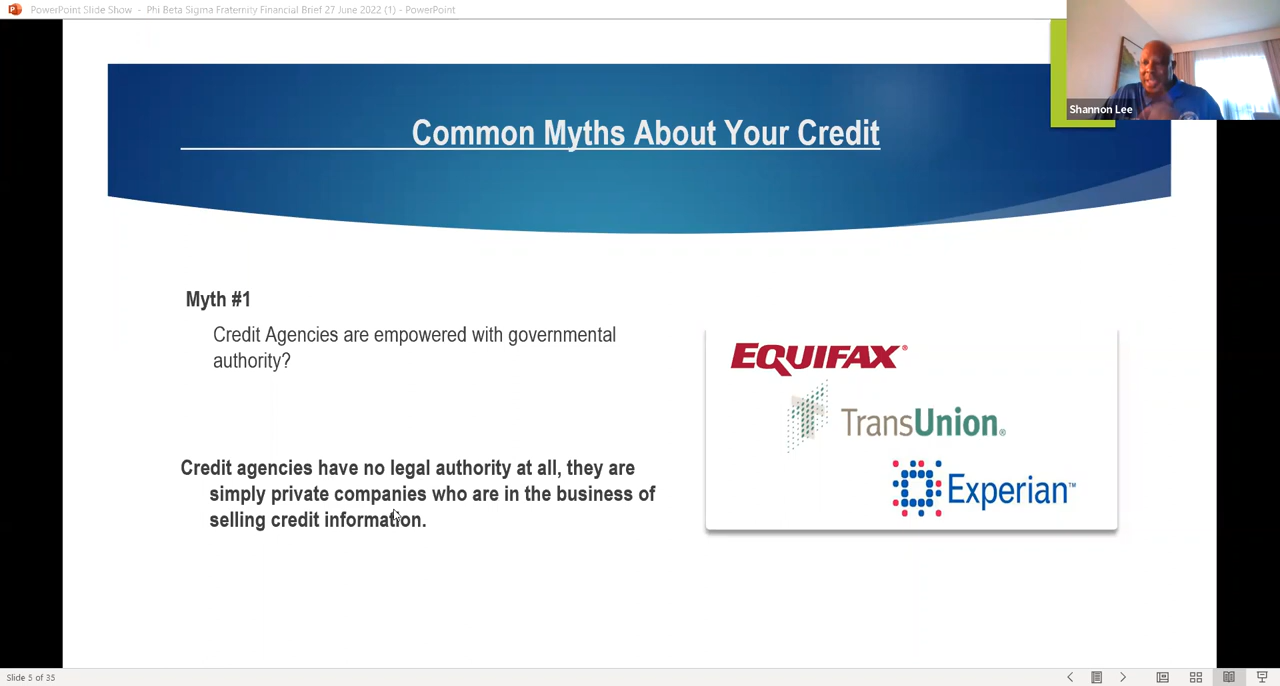 PowerPoint Slide Show - Phi Beta Sigma Fraternity Financial Brief 27 June 2022 (1) - PowerPoint
Shannon Lee
Common Myths About Your Credit
Myth #1
Credit Agencies are empowered with governmental
authority?
EQUIFAX®
TransUnion®
Experian™
Credit agencies have no legal authority at all, they are
simply private companies who are in the business of
selling credit information.
Slide 5 of 35